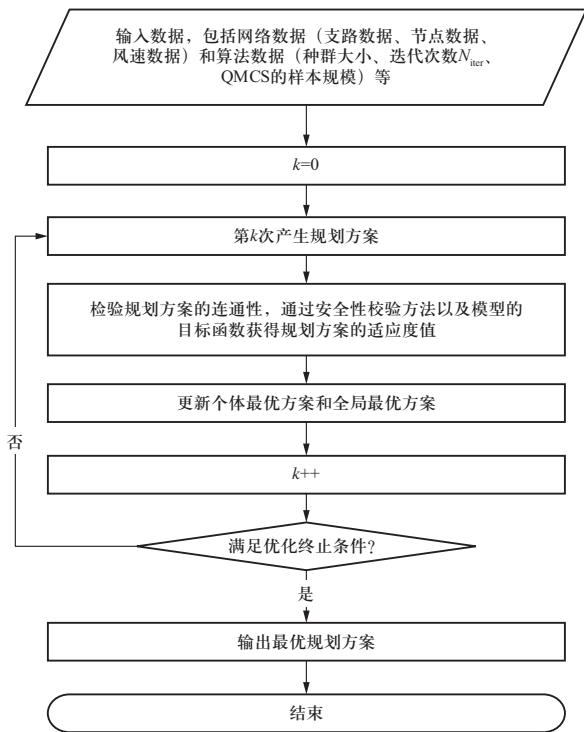 输入数据，包括网络数据（支路数据、节点数据、
风速数据）和算法数据（种群大小、迭代次数Niter、
QMCS的样本规模）等
k=0
第k次产生规划方案
检验规划方案的连通性，通过安全性校验方法以及模型的
目标函数获得规划方案的适应度值
更新个体最优方案和全局最优方案
否
k++
满足优化终止条件？
是
输出最优规划方案
结束